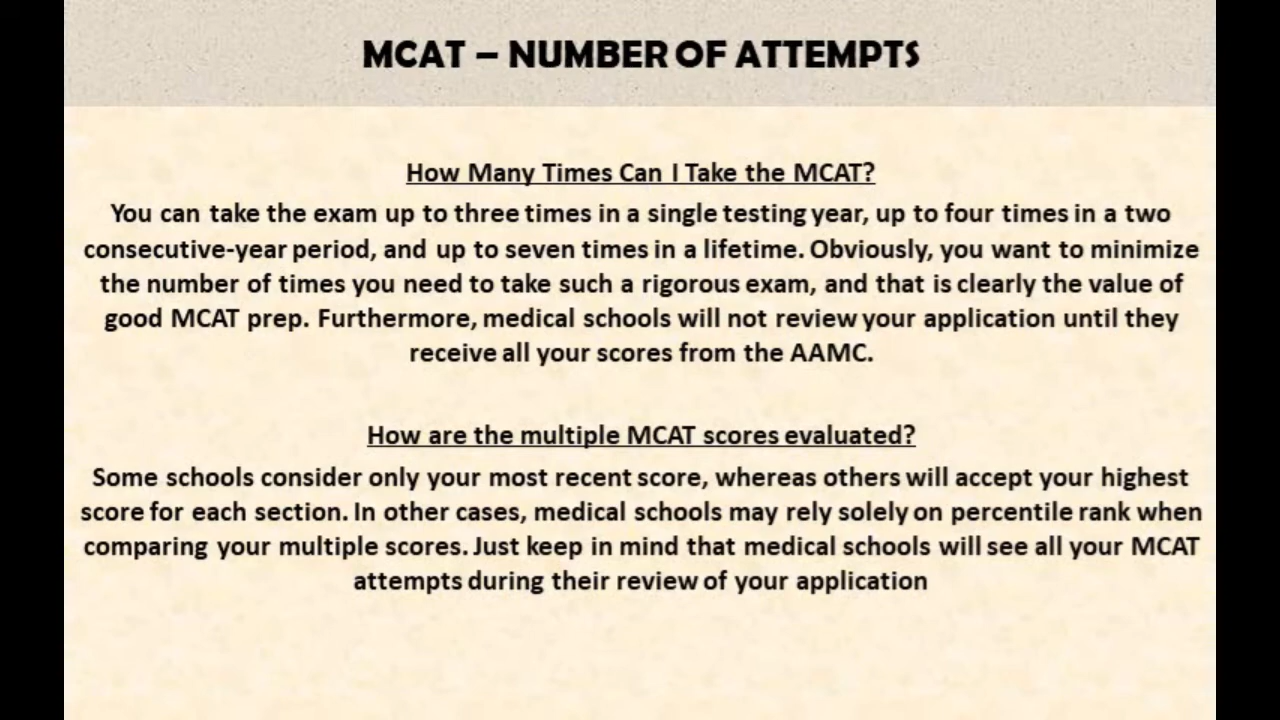 MCAT – NUMBER OF ATTEMPTS
How Many Times Can I Take the MCAT?
You can take the exam up to three times in a single testing year, up to four times in a two
consecutive-year period, and up to seven times in a lifetime. Obviously, you want to minimize
the number of times you need to take such a rigorous exam, and that is clearly the value of
good MCAT prep. Furthermore, medical schools will not review your application until they
receive all your scores from the AAMC.
How are the multiple MCAT scores evaluated?
Some schools consider only your most recent score, whereas others will accept your highest
score for each section. In other cases, medical schools may rely solely on percentile rank when
comparing your multiple scores. Just keep in mind that medical schools will see all your MCAT
attempts during their review of your application